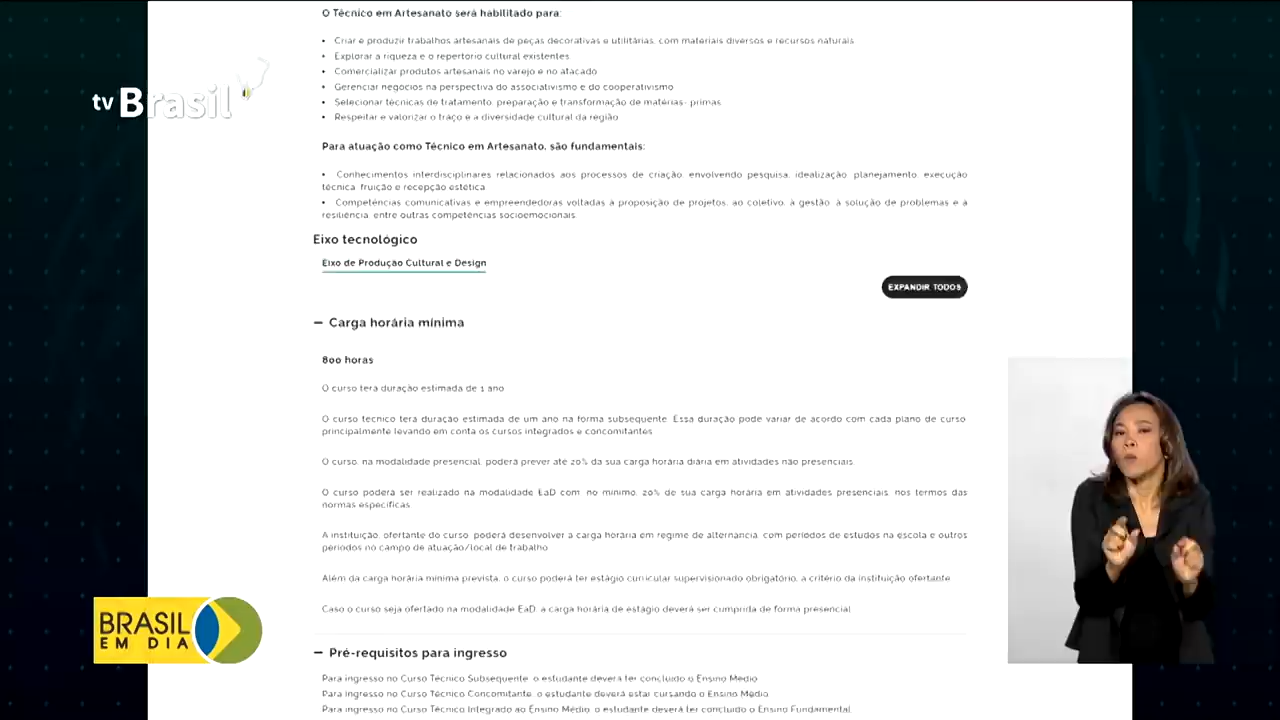 O Técnico em Artesanato será habilitado para:
• Criar e produzir trabalhos artesanais de peças decorativas e utilitárias, com materiais diversos e recursos naturais
• Explorar a riqueza e o repertório cultural existentes
• Comercializar produtos artesanais no varejo e no atacado
• Gerenciar negócios na perspectiva do associativismo e do cooperativismo
• Selecionar técnicas de tratamento, preparação e transformação de matérias- primas
• Respeitar e valorizar o traço e a diversidade cultural da região
tv Brasil
Para atuação como Técnico em Artesanato, são fundamentais:
• Conhecimentos interdisciplinares relacionados aos processos de criação, envolvendo pesquisa, idealização, planejamento, execução
técnica, fruição e recepção estética
• Competências comunicativas e empreendedoras voltadas à proposição de projetos, ao coletivo, à gestão, à solução de problemas e à
resiliência, entre outras competências socioemocionais.
Eixo tecnológico
Eixo de Produção Cultural e Design
EXPANDIR TODOS
– Carga horária mínima
800 horas
O curso terá duração estimada de 1 ano
O curso técnico terá duração estimada de um ano na forma subsequente. Essa duração pode variar de acordo com cada plano de curso
principalmente levando em conta os cursos integrados e concomitantes
O curso, na modalidade presencial, poderá prever até 20% da sua carga horária diária em atividades não presenciais.
O curso poderá ser realizado na modalidade EaD com, no mínimo, 20% de sua carga horária em atividades presenciais, nos termos das
normas específicas.
A instituição, ofertante do curso, poderá desenvolver a carga horária em regime de alternância, com períodos de estudos na escola e outros
períodos no campo de atuação/local de trabalho
Além da carga horária mínima prevista, o curso poderá ter estágio curricular supervisionado obrigatório, a critério da instituição ofertante.
Caso o curso seja ofertado na modalidade EaD, a carga horária de estágio deverá ser cumprida de forma presencial.
BRASIL
EM DIA
– Pré-requisitos para ingresso
Para ingresso no Curso Técnico Subsequente, o estudante deverá ter concluído o Ensino Médio.
Para ingresso no Curso Técnico Concomitante, o estudante deverá estar cursando o Ensino Médio.
Para ingresso no Curso Técnico Integrado ao Ensino Médio, o estudante deverá ter concluído o Ensino Fundamental.